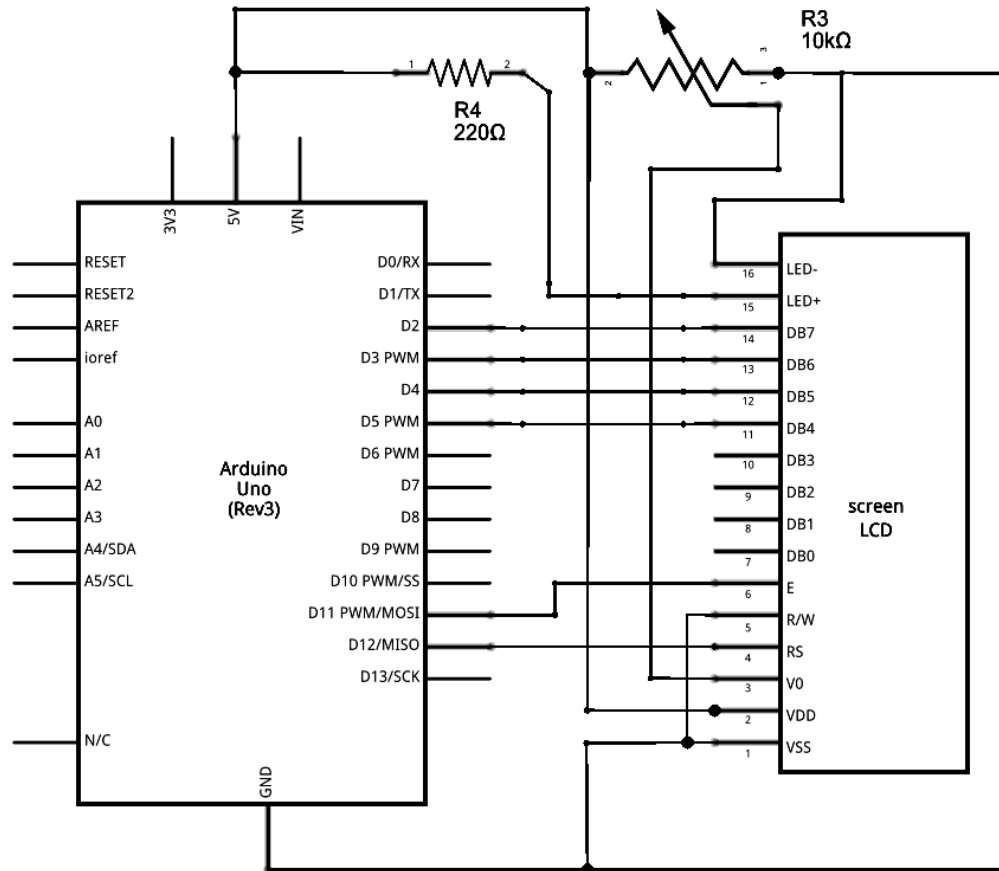 R3
10kΩ
1
2
2
3
1
R4
220Ω
3V3
5V
VIN
RESET
RESET2
AREF
ioref
A0
A1
A2
A3
A4/SDA
A5/SCL
N/C
Arduino
Uno
(Rev3)
D0/RX
D1/TX
D2
D3 PWM
D4
D5 PWM
D6 PWM
D7
D8
D9 PWM
D10 PWM/SS
D11 PWM/MOSI
D12/MISO
D13/SCK
GND
16 LED-
15 LED+
14 DB7
13 DB6
12 DB5
11 DB4
10 DB3
9 DB2
8 DB1
7 DB0
6 E
5 R/W
4 RS
3 V0
2 VDD
1 VSS
screen
LCD